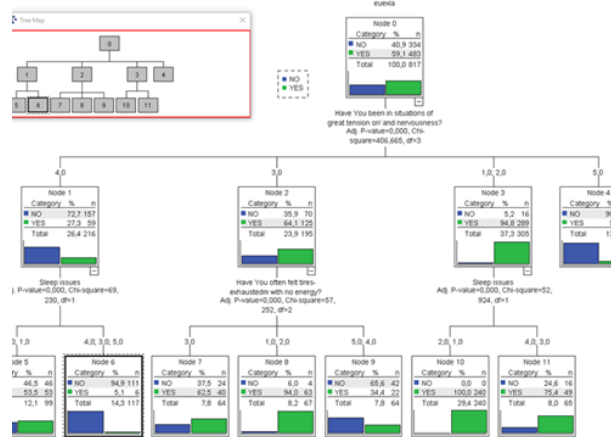 Tree Map
0
1 2 3 4
5 6 7 8 9 10 11
NO
YES
euexia
Node 0
Category % n
NO 40,9 334
YES 59,1 483
Total 100,0 817
Have You been in situations of
great tension or/ and nervousness?
Adj. P-value=0,000, Chi-
square=406,665, df=3
4,0
3,0
1,0, 2,0
5,0
Node 1
Category % n
NO 72,7 157
YES 27,3 59
Total 26,4 216
Node 2
Category % n
NO 35,9 70
YES 64,1 125
Total 23,9 195
Node 3
Category % n
NO 5,2 16
YES 94,8 289
Total 37,3 305
Node 4
Category
NO
YES
Total
Sleep issues
j. P-value=0,000, Chi-square=69,
230, df=1
Have You often felt tires-
exhaustedm with no energy?
Adj. P-value=0,000, Chi-square=57,
252, df=2
Sleep issues
Adj. P-value=0,000, Chi-square=52,
924, df=1
0, 1,0
4,0, 3,0, 5,0
3,0
1,0, 2,0
5,0, 4,0
2,0, 1,0
4,0, 3,0
ode 5
% n
46,5 46
53,5 53
12,1 99
Node 6
Category % n
NO 94,9 111
YES 5,1 6
Total 14,3 117
Node 7
Category % n
NO 37,5 24
YES 62,5 40
Total 7,8 64
Node 8
Category % n
NO 6,0 4
YES 94,0 63
Total 8,2 67
Node 9
Category % n
NO 65,6 42
YES 34,4 22
Total 7,8 64
Node 10
Category % n
NO 0,0 0
YES 100,0 240
Total 29,4 240
Node 11
Category % n
NO 24,6 16
YES 75,4 49
Total 8,0 65